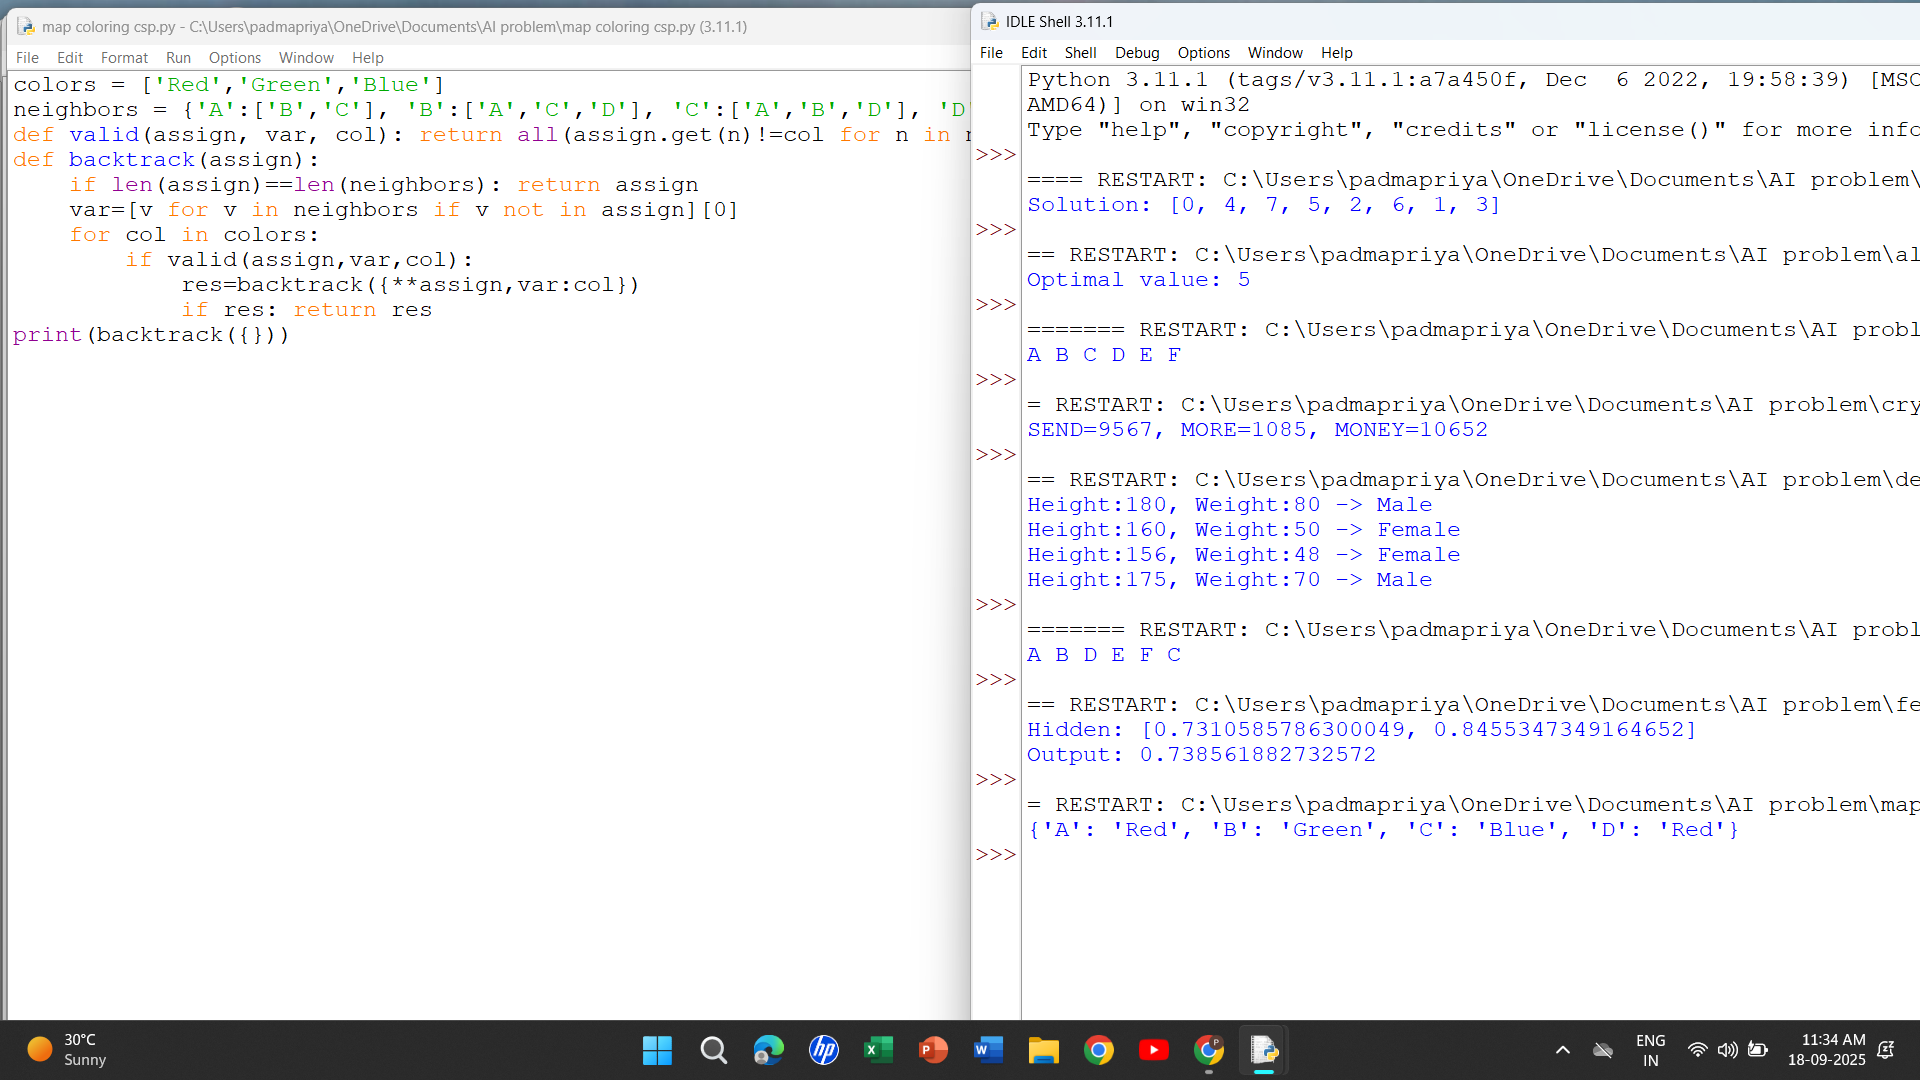 map coloring csp.py - C:\Users\padmapriya\OneDrive\Documents\AI problem\map coloring csp.py (3.11.1)
File Edit Format Run Options Window Help
colors = ['Red','Green','Blue']
neighbors = {'A':['B','C'], 'B':['A','C','D'], 'C':['A','B','D'], 'D'
def valid(assign, var, col): return all(assign.get(n)!=col for n in
def backtrack(assign):
    if len(assign)==len(neighbors): return assign
    var=[v for v in neighbors if v not in assign][0]
    for col in colors:
        if valid(assign,var,col):
            res=backtrack({**assign,var:col})
            if res: return res
print(backtrack({}))
IDLE Shell 3.11.1
File Edit Shell Debug Options Window Help
Python 3.11.1 (tags/v3.11.1:a7a450f, Dec  6 2022, 19:58:39) [MSC
AMD64)] on win32
Type "help", "copyright", "credits" or "license()" for more info
>>>
==== RESTART: C:\Users\padmapriya\OneDrive\Documents\AI problem\
Solution: [0, 4, 7, 5, 2, 6, 1, 3]
>>>
== RESTART: C:\Users\padmapriya\OneDrive\Documents\AI problem\al
Optimal value: 5
>>>
======= RESTART: C:\Users\padmapriya\OneDrive\Documents\AI probl
A B C D E F
>>>
= RESTART: C:\Users\padmapriya\OneDrive\Documents\AI problem\cry
SEND=9567, MORE=1085, MONEY=10652
>>>
== RESTART: C:\Users\padmapriya\OneDrive\Documents\AI problem\de
Height:180, Weight:80 -> Male
Height:160, Weight:50 -> Female
Height:156, Weight:48 -> Female
Height:175, Weight:70 -> Male
>>>
======= RESTART: C:\Users\padmapriya\OneDrive\Documents\AI probl
A B D E F C
>>>
== RESTART: C:\Users\padmapriya\OneDrive\Documents\AI problem\fe
Hidden: [0.7310585786300049, 0.8455347349164652]
Output: 0.738561882732572
>>>
= RESTART: C:\Users\padmapriya\OneDrive\Documents\AI problem\map
{'A': 'Red', 'B': 'Green', 'C': 'Blue', 'D': 'Red'}
>>>
30°C
Sunny
ENG
IN
11:34 AM
18-09-2025